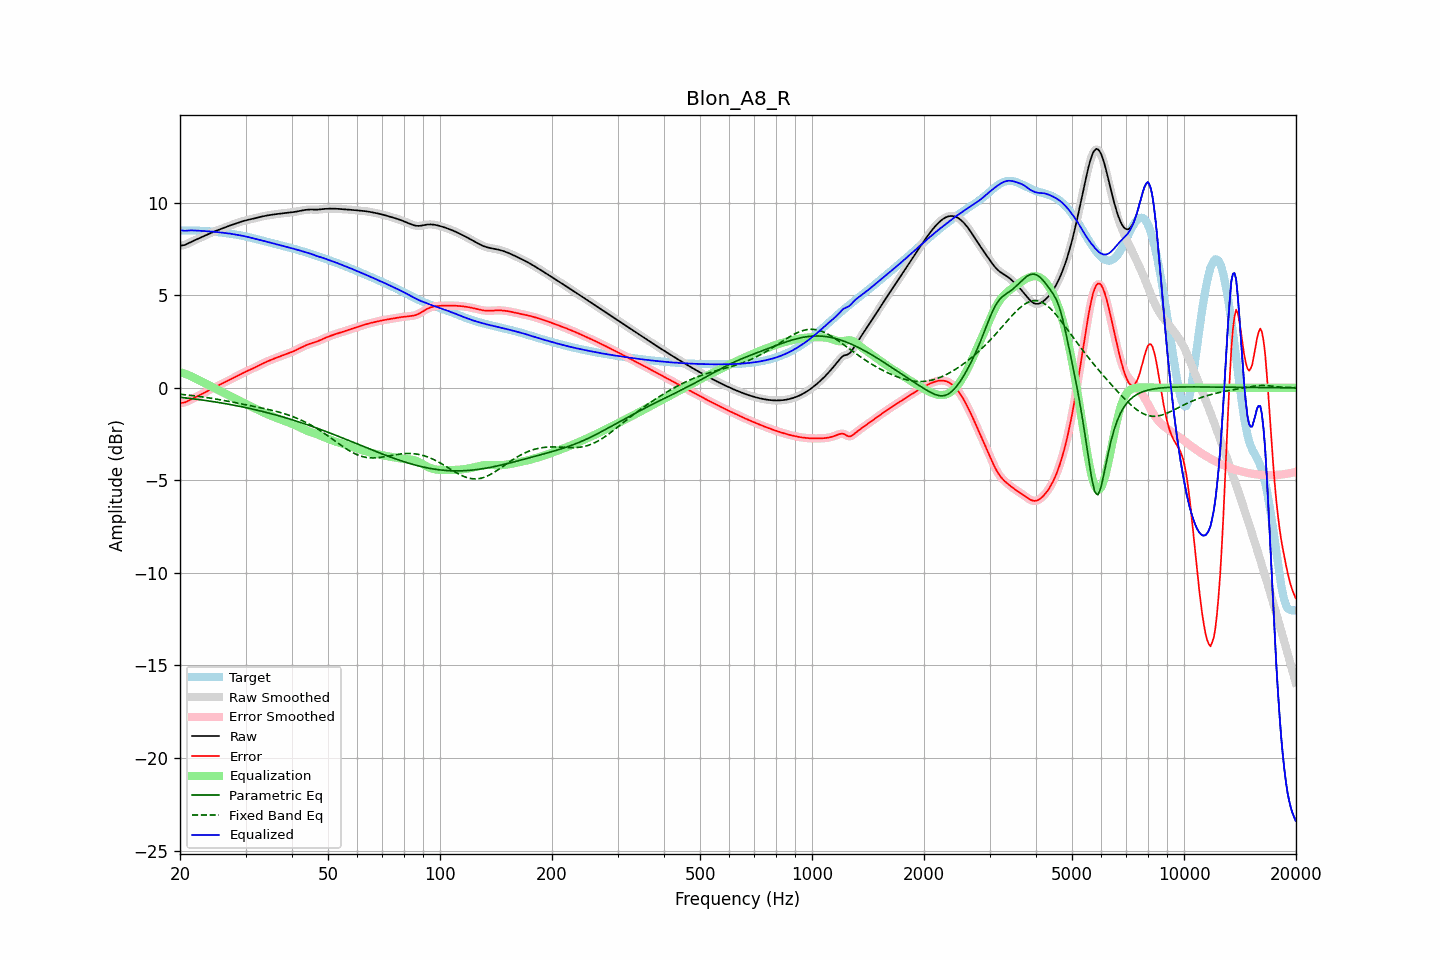 Blon_A8_R
10
5
0
−5
−10
−15
−20
−25
Amplitude (dBr)
Target
Raw Smoothed
Error Smoothed
Raw
Error
Equalization
Parametric Eq
Fixed Band Eq
Equalized
20 50 100 200 500 1000 2000 5000 10000 20000
Frequency (Hz)